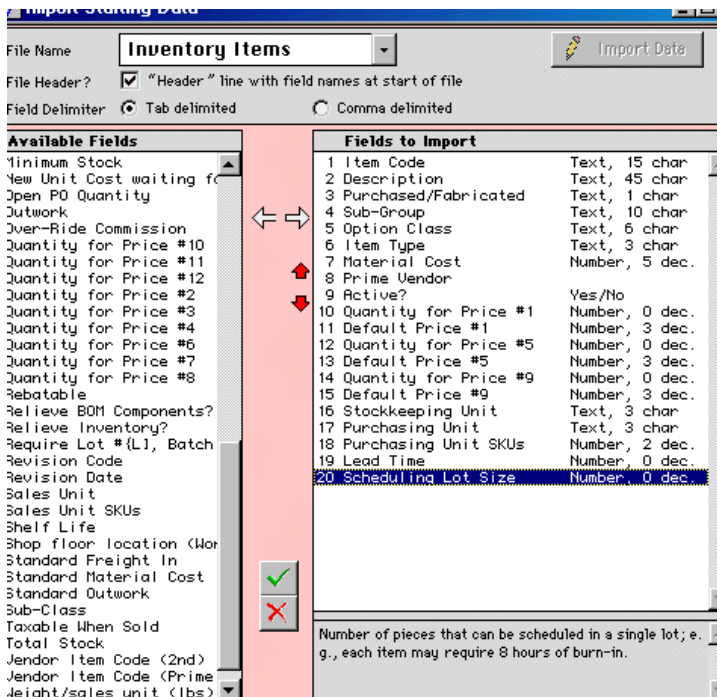 Import Starting Data
File Name
Inventory Items
Import Data
File Header?
"Header" line with field names at start of file
Field Delimiter
Tab delimited
Comma delimited
Available Fields
Minimum Stock
New Unit Cost waiting fo
Open PO Quantity
Outwork
Over-Ride Commission
Quantity for Price #10
Quantity for Price #11
Quantity for Price #12
Quantity for Price #2
Quantity for Price #3
Quantity for Price #4
Quantity for Price #6
Quantity for Price #7
Quantity for Price #8
Rebatable
Relieve BOM Components?
Relieve Inventory?
Require Lot #{L], Batch
Revision Code
Revision Date
Sales Unit
Sales Unit SKUs
Shelf Life
Shop floor location (Wor
Standard Freight In
Standard Material Cost
Standard Outwork
Sub-Class
Taxable When Sold
Total Stock
Vendor Item Code (2nd)
Vendor Item Code (Prime
Weight/sales unit (lbs)
Fields to Import
1 Item Code Text, 15 char
2 Description Text, 45 char
3 Purchased/Fabricated Text, 1 char
4 Sub-Group Text, 10 char
5 Option Class Text, 6 char
6 Item Type Text, 3 char
7 Material Cost Number, 5 dec.
8 Prime Vendor
9 Active? Yes/No
10 Quantity for Price #1 Number, 0 dec.
11 Default Price #1 Number, 3 dec.
12 Quantity for Price #5 Number, 0 dec.
13 Default Price #5 Number, 3 dec.
14 Quantity for Price #9 Number, 0 dec.
15 Default Price #9 Number, 3 dec.
16 Stockkeeping Unit Text, 3 char
17 Purchasing Unit Text, 3 char
18 Purchasing Unit SKUs Number, 2 dec.
19 Lead Time Number, 0 dec.
20 Scheduling Lot Size Number, 0 dec.
Number of pieces that can be scheduled in a single lot; e.
g., each item may require 8 hours of burn-in.